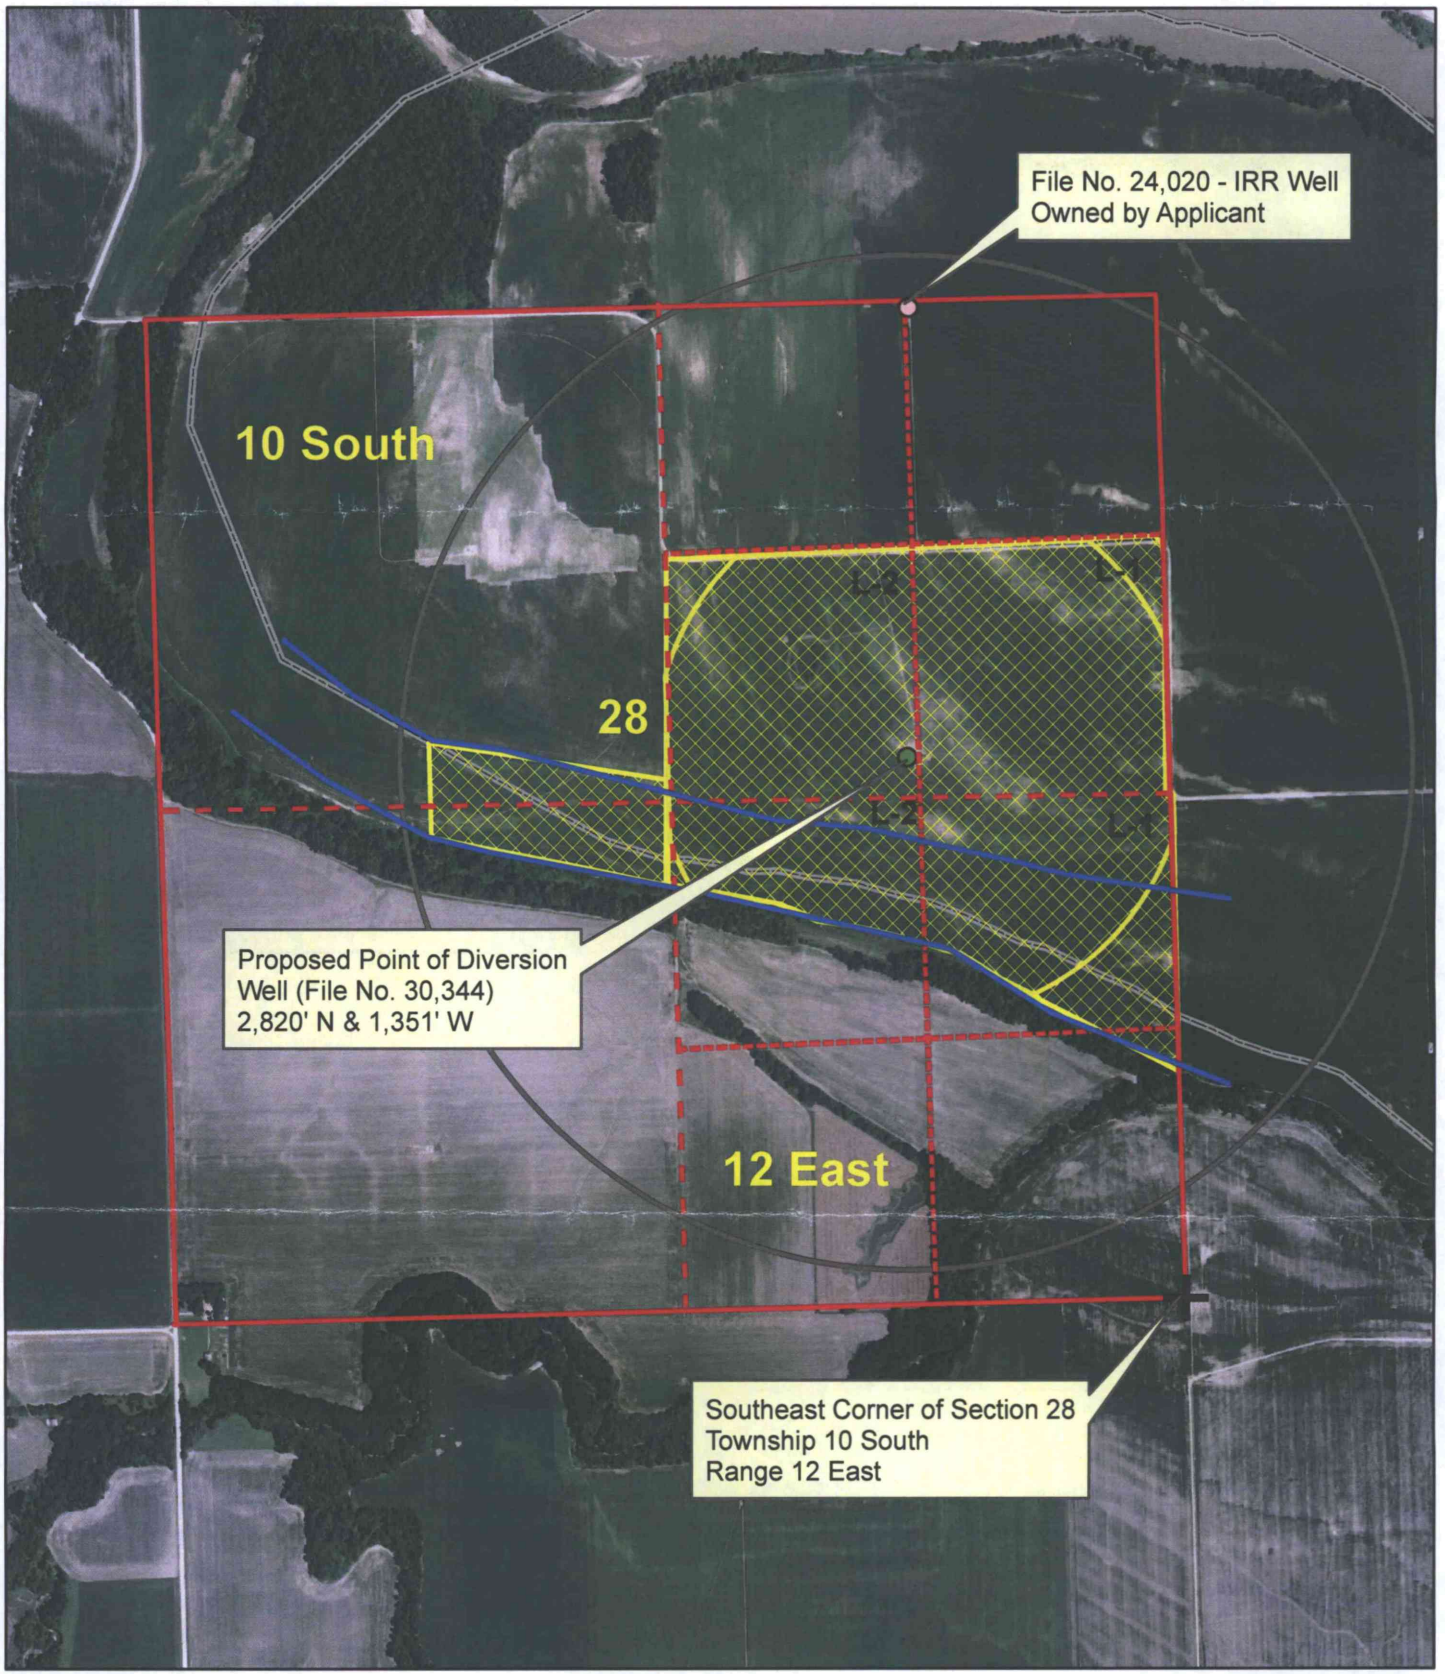 File No. 24,020 - IRR Well
Owned by Applicant
10 South
L-2
L-1
28
L-2
L-1
Proposed Point of Diversion
Well (File No. 30,344)
2,820' N & 1,351' W
12 East
Southeast Corner of Section 28
Township 10 South
Range 12 East